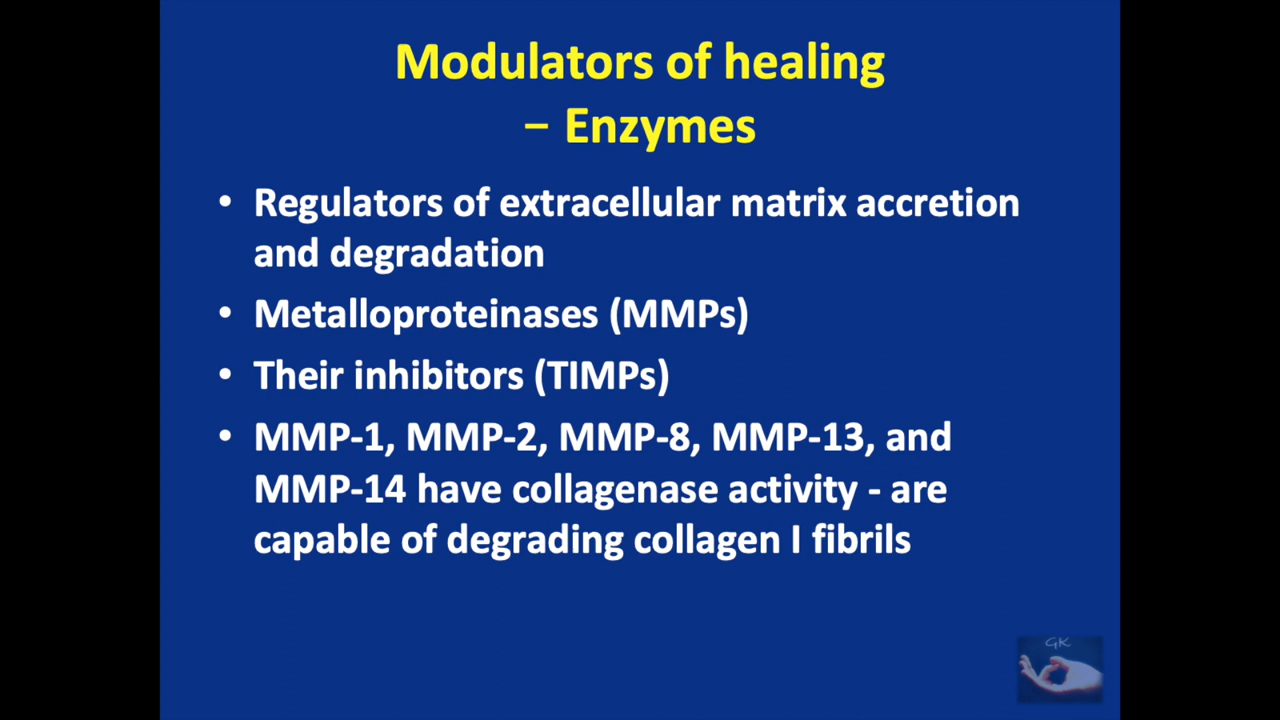 Modulators of healing
– Enzymes
• Regulators of extracellular matrix accretion
and degradation
• Metalloproteinases (MMPs)
• Their inhibitors (TIMPs)
• MMP-1, MMP-2, MMP-8, MMP-13, and
MMP-14 have collagenase activity - are
capable of degrading collagen I fibrils
GK